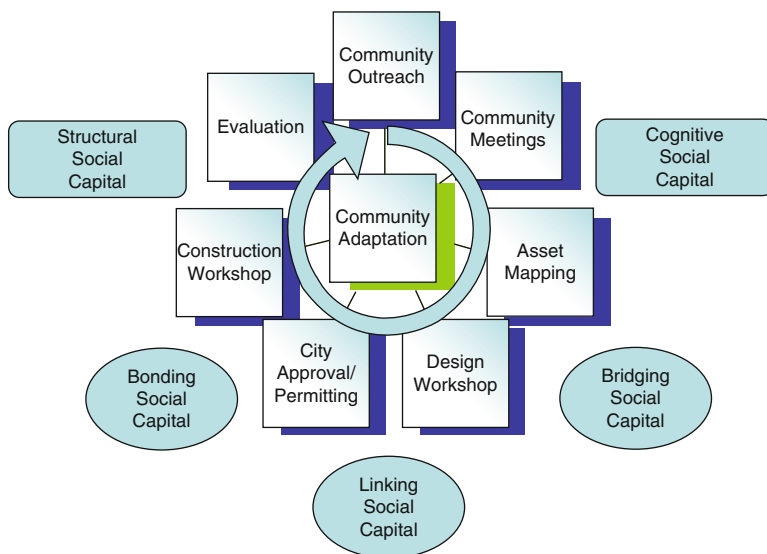 Community
Outreach
Evaluation
Community
Meetings
Structural
Social
Capital
Cognitive
Social
Capital
Community
Adaptation
Construction
Workshop
Asset
Mapping
City
Approval/
Permitting
Design
Workshop
Bonding
Social
Capital
Bridging
Social
Capital
Linking
Social
Capital